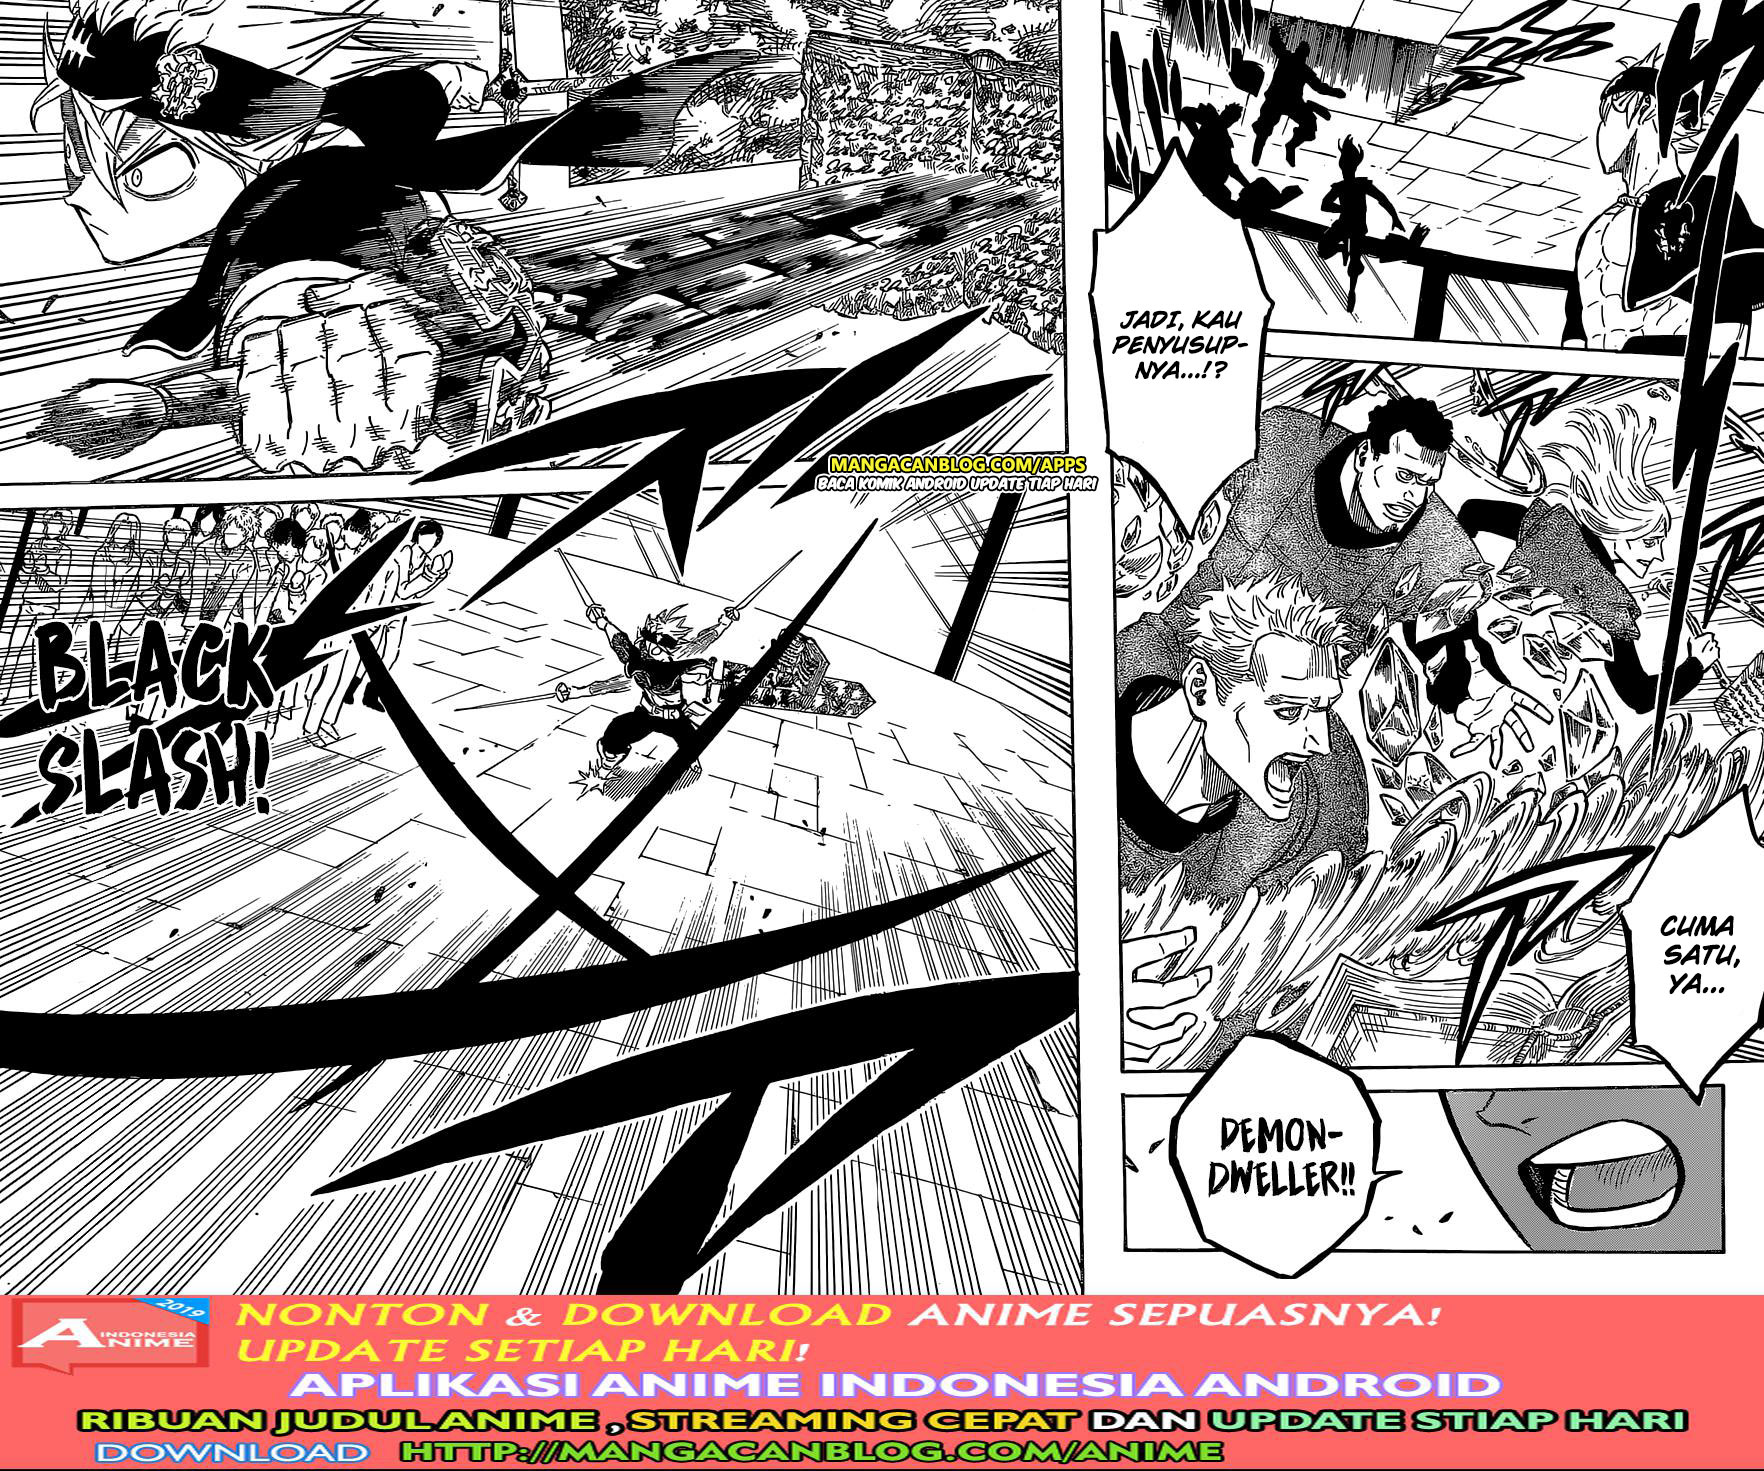 JADI, KAU
PENYUSUP-
NYA...!?
CUMA
SATU,
YA...
DEMON-
DWELLER!!
MANGACANBLOG.COM/APPS
BACA KOMIK ANDROID UPDATE TIAP HARI
BLACK
SLASH!
2019
INDONESIA
ANIME
NONTON & DOWNLOAD ANIME SEPUASNYA!
UPDATE SETIAP HARI!
APLIKASI ANIME INDONESIA ANDROID
RIBUAN JUDUL ANIME , STREAMING CEPAT DAN UPDATE STIAP HARI
DOWNLOAD HTTP://MANGACANBLOG.COM/ANIME